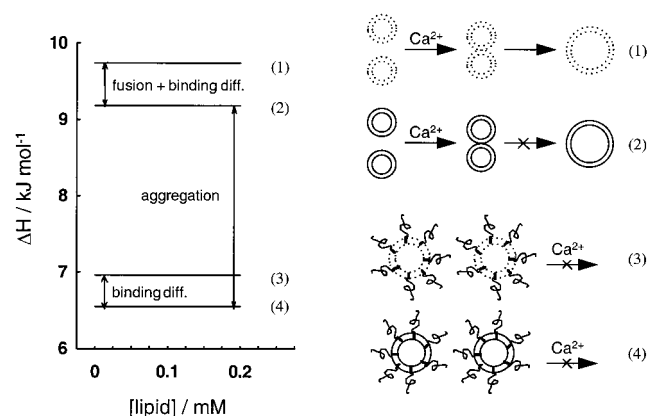 10
9
8
7
6
ΔH / kJ mol⁻¹
(1)
fusion + binding diff.
(2)
aggregation
(3)
binding diff.
(4)
0
0.1
0.2
[lipid] / mM
Ca²⁺
(1)
Ca²⁺
(2)
Ca²⁺
(3)
Ca²⁺
(4)